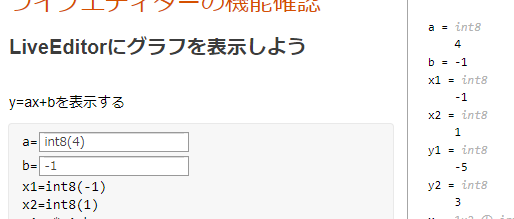 ライブエディターの機能確認
LiveEditorにグラフを表示しよう
y=ax+bを表示する
a= int8(4)
b= -1
x1=int8(-1)
x2=int8(1)
a = int8
4
b = -1
x1 = int8
-1
x2 = int8
1
y1 = int8
-5
y2 = int8
3